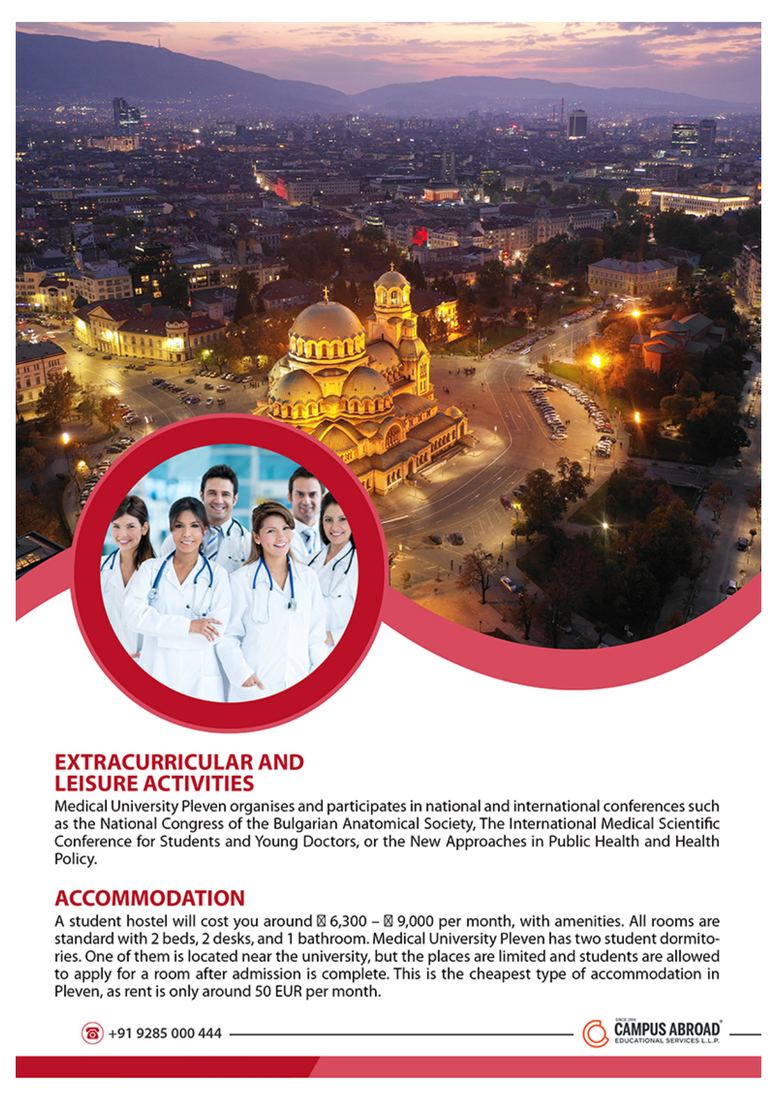 EXTRACURRICULAR AND
LEISURE ACTIVITIES
Medical University Pleven organises and participates in national and international conferences such
as the National Congress of the Bulgarian Anatomical Society, The International Medical Scientific
Conference for Students and Young Doctors, or the New Approaches in Public Health and Health
Policy.
ACCOMMODATION
A student hostel will cost you around 6,300 – 9,000 per month, with amenities. All rooms are
standard with 2 beds, 2 desks, and 1 bathroom. Medical University Pleven has two student dormito-
ries. One of them is located near the university, but the places are limited and students are allowed
to apply for a room after admission is complete. This is the cheapest type of accommodation in
Pleven, as rent is only around 50 EUR per month.
+91 9285 000 444
CAMPUS ABROAD
EDUCATIONAL SERVICES L.L.P.